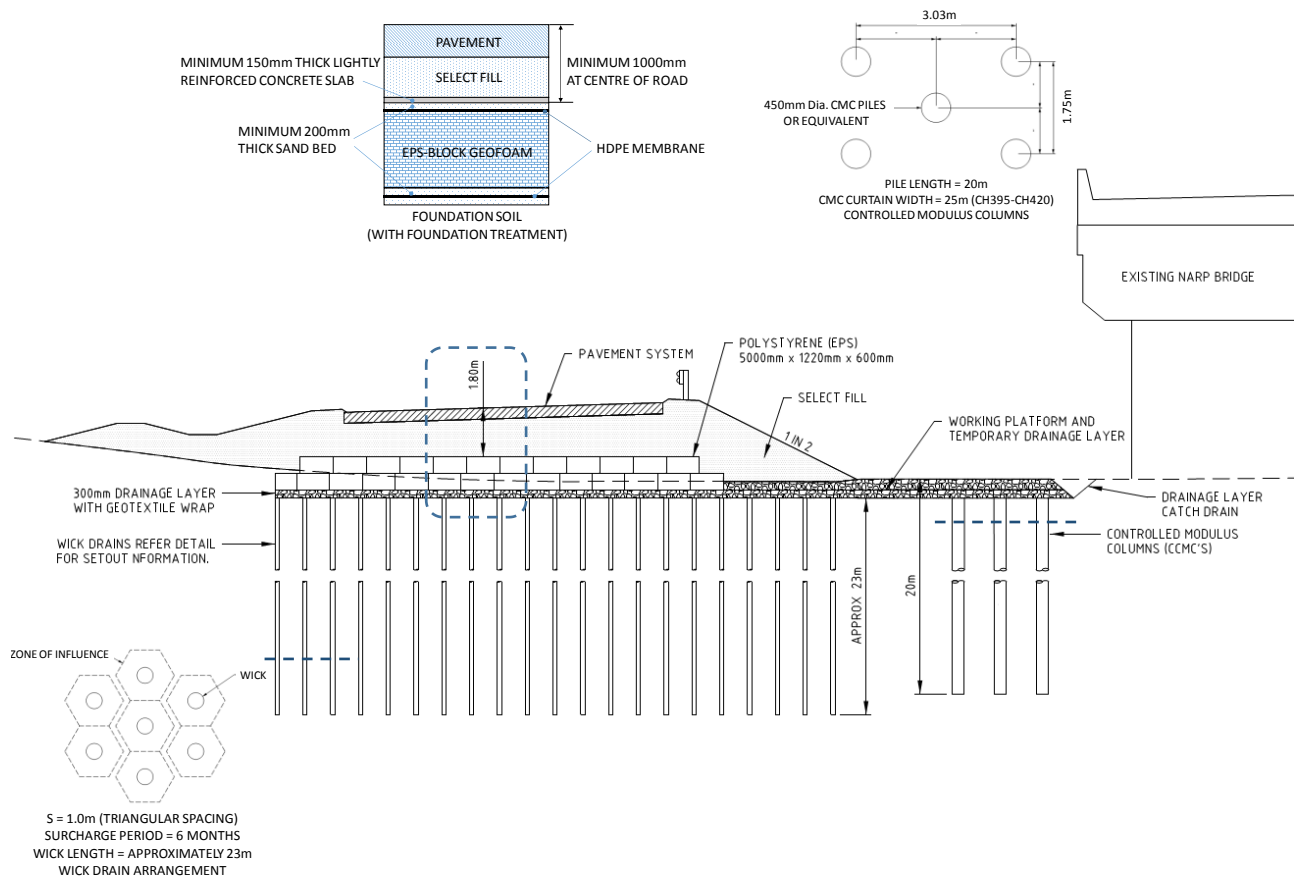 PAVEMENT
SELECT FILL
EPS-BLOCK GEOFOAM
MINIMUM 150mm THICK LIGHTLY
REINFORCED CONCRETE SLAB
MINIMUM 200mm
THICK SAND BED
MINIMUM 1000mm
AT CENTRE OF ROAD
HDPE MEMBRANE
FOUNDATION SOIL
(WITH FOUNDATION TREATMENT)
3.03m
1.75m
450mm Dia. CMC PILES
OR EQUIVALENT
PILE LENGTH = 20m
CMC CURTAIN WIDTH = 25m (CH395-CH420)
CONTROLLED MODULUS COLUMNS
EXISTING NARP BRIDGE
1.80m
PAVEMENT SYSTEM
POLYSTYRENE (EPS)
5000mm x 1220mm x 600mm
SELECT FILL
1 IN 2
WORKING PLATFORM AND
TEMPORARY DRAINAGE LAYER
300mm DRAINAGE LAYER
WITH GEOTEXTILE WRAP
DRAINAGE LAYER
CATCH DRAIN
WICK DRAINS REFER DETAIL
FOR SETOUT NFORMATION.
CONTROLLED MODULUS
COLUMNS (CCMC'S)
APPROX 23m
20m
ZONE OF INFLUENCE
WICK
S = 1.0m (TRIANGULAR SPACING)
SURCHARGE PERIOD = 6 MONTHS
WICK LENGTH = APPROXIMATELY 23m
WICK DRAIN ARRANGEMENT